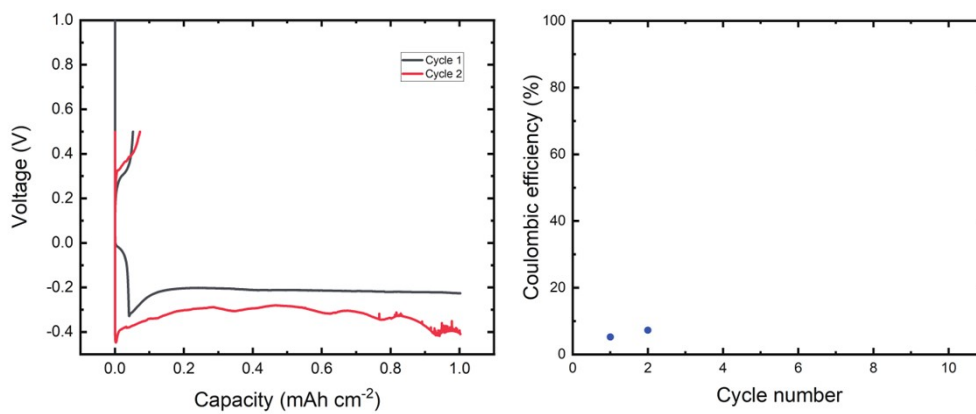 1.0
0.8
0.6
0.4
0.2
0.0
-0.2
-0.4
Voltage (V)
0.0 0.2 0.4 0.6 0.8 1.0
Capacity (mAh cm⁻²)
Cycle 1
Cycle 2
100
80
60
40
20
0
Coulombic efficiency (%)
0 2 4 6 8 10
Cycle number